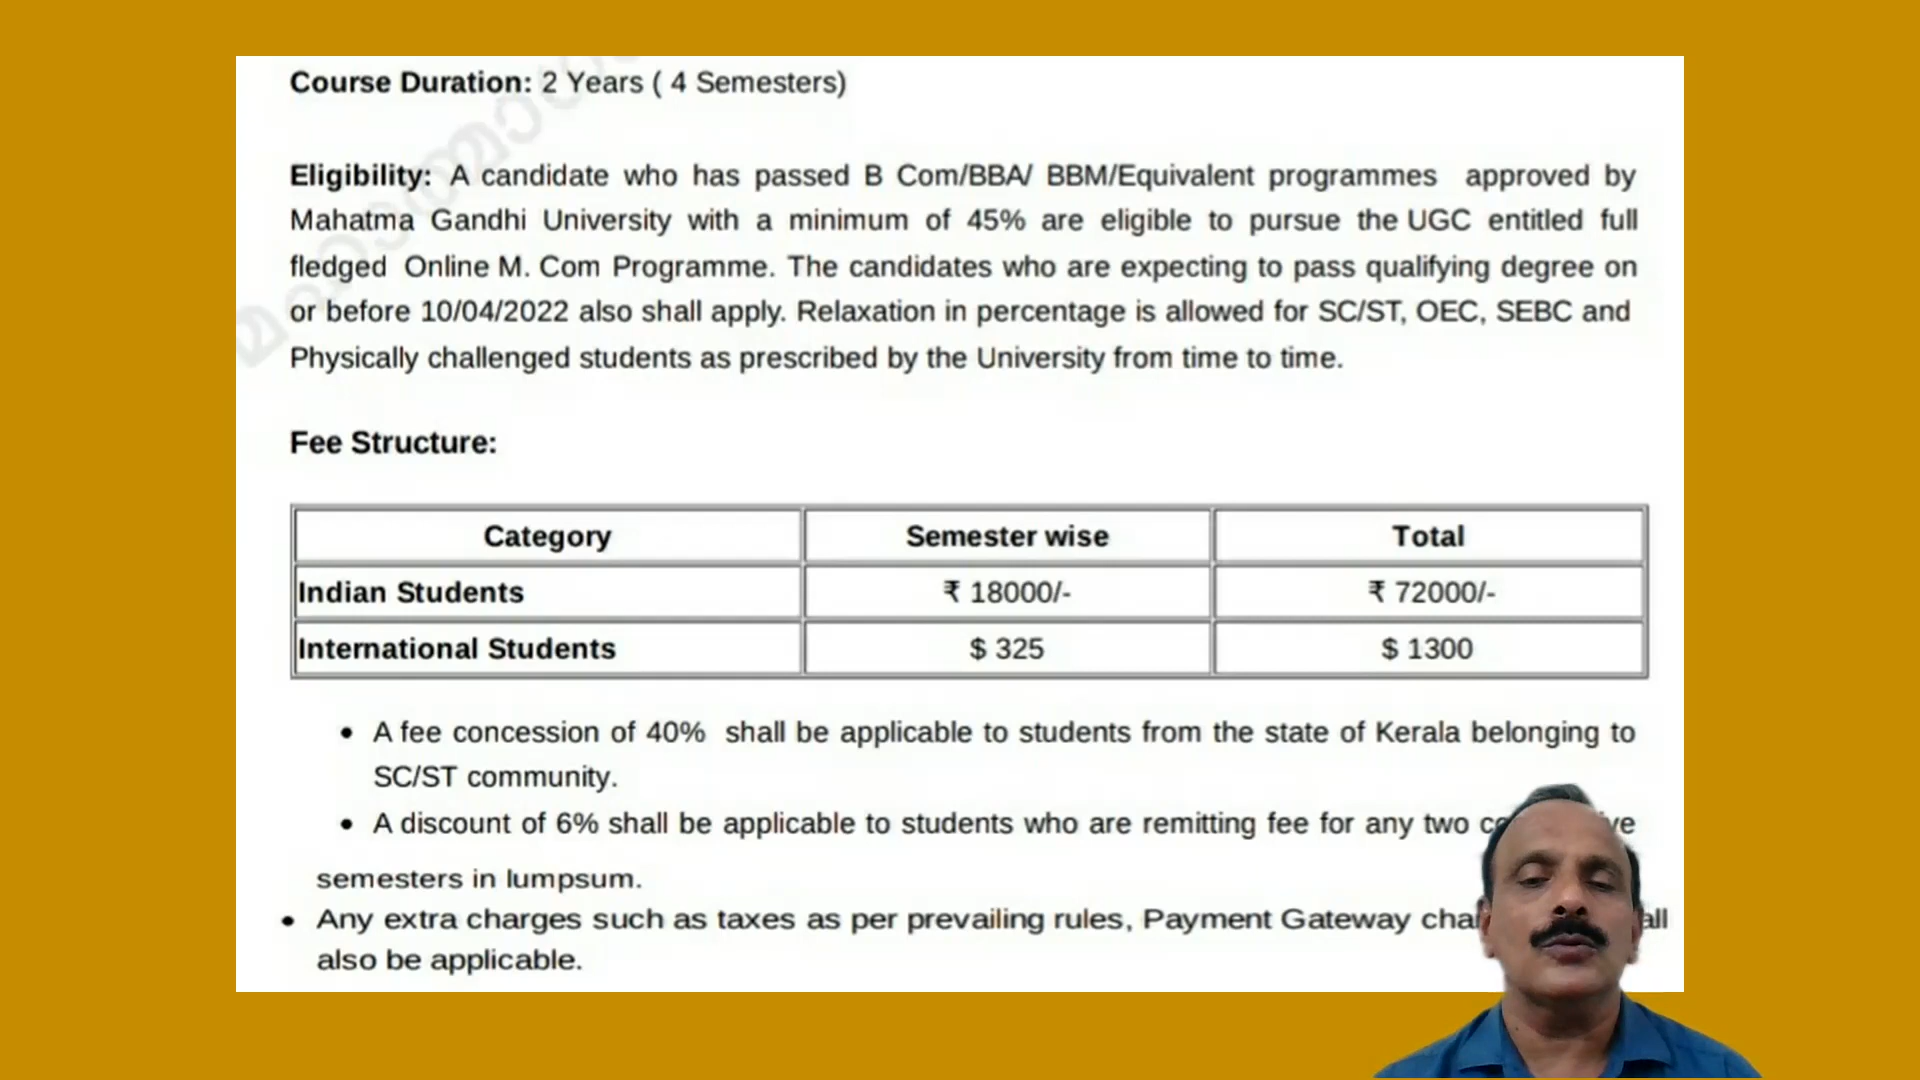 Course Duration: 2 Years ( 4 Semesters)
Eligibility: A candidate who has passed B Com/BBA/ BBM/Equivalent programmes approved by
Mahatma Gandhi University with a minimum of 45% are eligible to pursue the UGC entitled full
fledged Online M. Com Programme. The candidates who are expecting to pass qualifying degree on
or before 10/04/2022 also shall apply. Relaxation in percentage is allowed for SC/ST, OEC, SEBC and
Physically challenged students as prescribed by the University from time to time.
Fee Structure:
Category Semester wise Total
Indian Students ₹ 18000/- ₹ 72000/-
International Students $ 325 $ 1300
• A fee concession of 40% shall be applicable to students from the state of Kerala belonging to
SC/ST community.
• A discount of 6% shall be applicable to students who are remitting fee for any two
semesters in lumpsum.
• Any extra charges such as taxes as per prevailing rules, Payment Gateway
also be applicable.